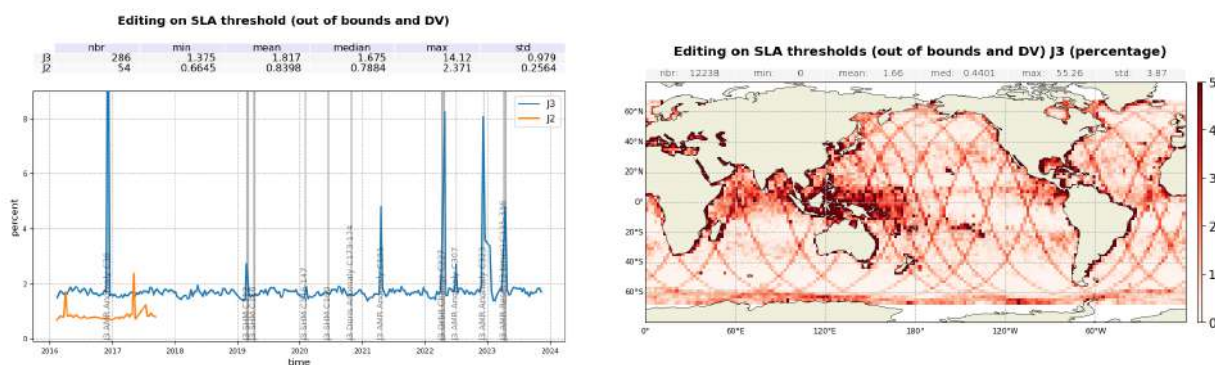 Editing on SLA threshold (out of bounds and DV)
nbr min mean median max std
J3 286 1.375 1.817 1.675 14.12 0.979
J2 54 0.6645 0.8398 0.7884 2.371 0.2564
J3
J2
8
6
4
2
0
percent
2016 2017 2018 2019 2020 2021 2022 2023 2024
time
Editing on SLA thresholds (out of bounds and DV) J3 (percentage)
nbr: 12238 min: 0 mean: 1.66 med: 0.4401 max: 55.26 std: 3.87
60°N
40°N
20°N
0°
20°S
40°S
60°S
0° 60°E 120°E 120°W 60°W
5
4
3
2
1
0